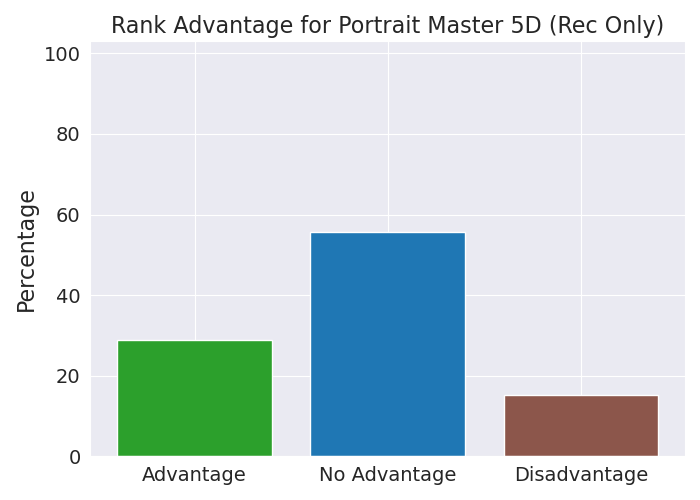 Rank Advantage for Portrait Master 5D (Rec Only)
100
80
60
40
20
0
Percentage
Advantage
No Advantage
Disadvantage